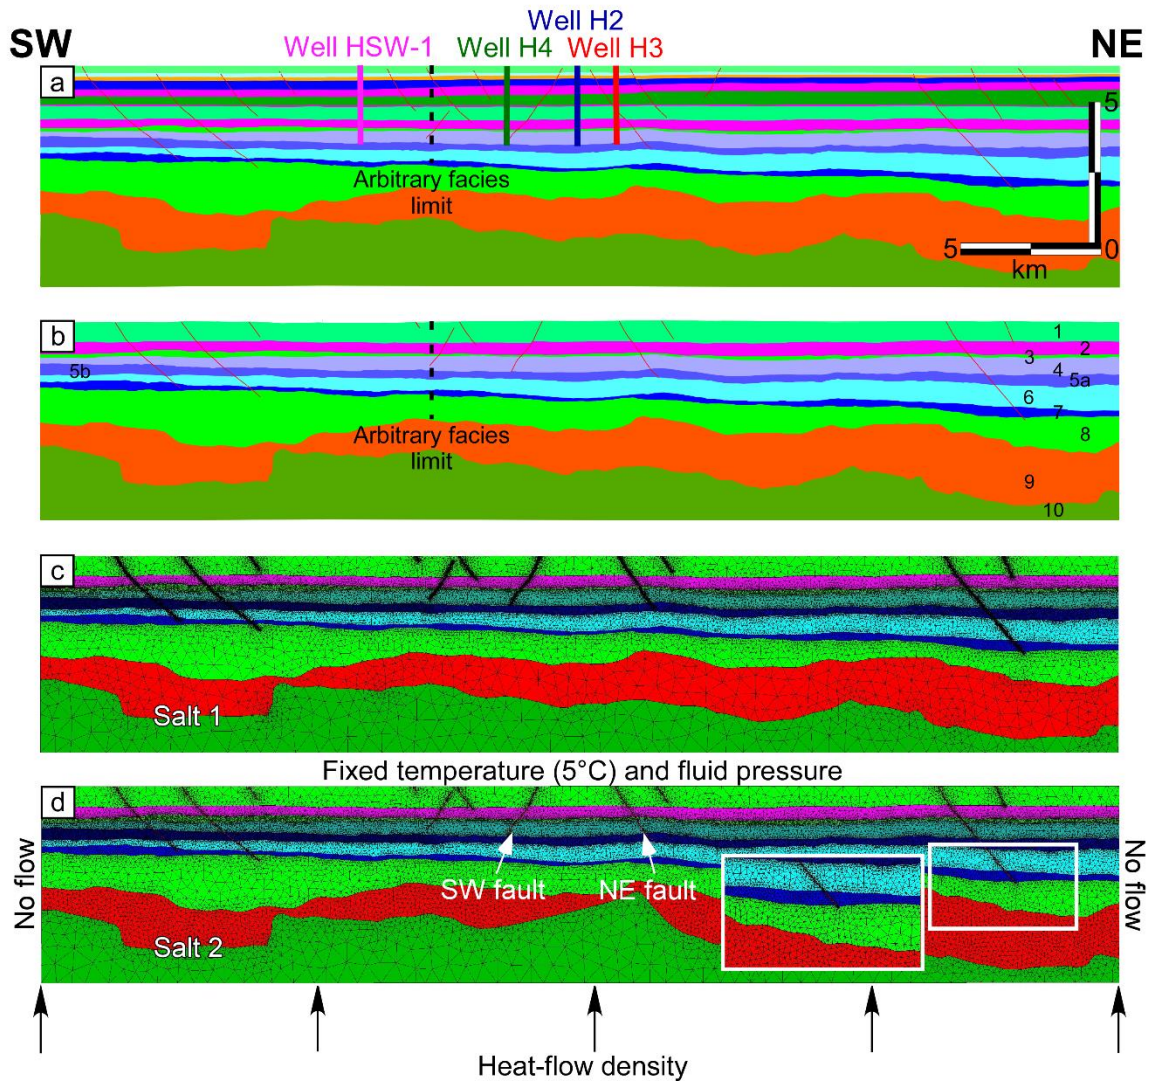 SW
Well HSW-1
Well H4
Well H2
Well H3
NE
a
5
Arbitrary facies
limit
5
0
km
b
1
2
3
4
5b
5a
6
7
8
Arbitrary facies
limit
9
10
c
Salt 1
Fixed temperature (5°C) and fluid pressure
d
No flow
SW fault
NE fault
No flow
Salt 2
Heat-flow density